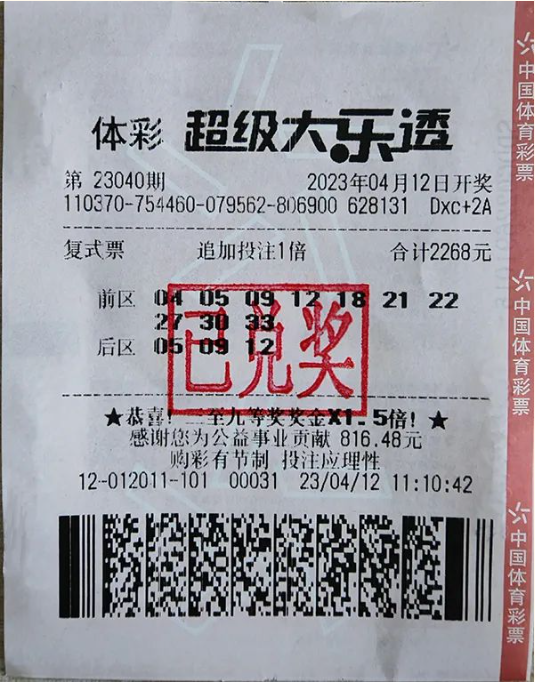 体彩 超级大乐透
第 23040期 2023年04月12日开奖
110370-754460-079562-806900 628131 Dxc+2A
复式票 追加投注1倍 合计2268元
前区 04 05 09 12 18 21 22
27 30 33
后区 05 09 12
已兑奖
★恭喜！二至九等奖奖金X1.5倍！★
感谢您为公益事业贡献 816.48元
购彩有节制 投注应理性
12-012011-101 00031 23/04/12 11:10:42
中国体育彩票
中国体育彩票
中国体育彩票